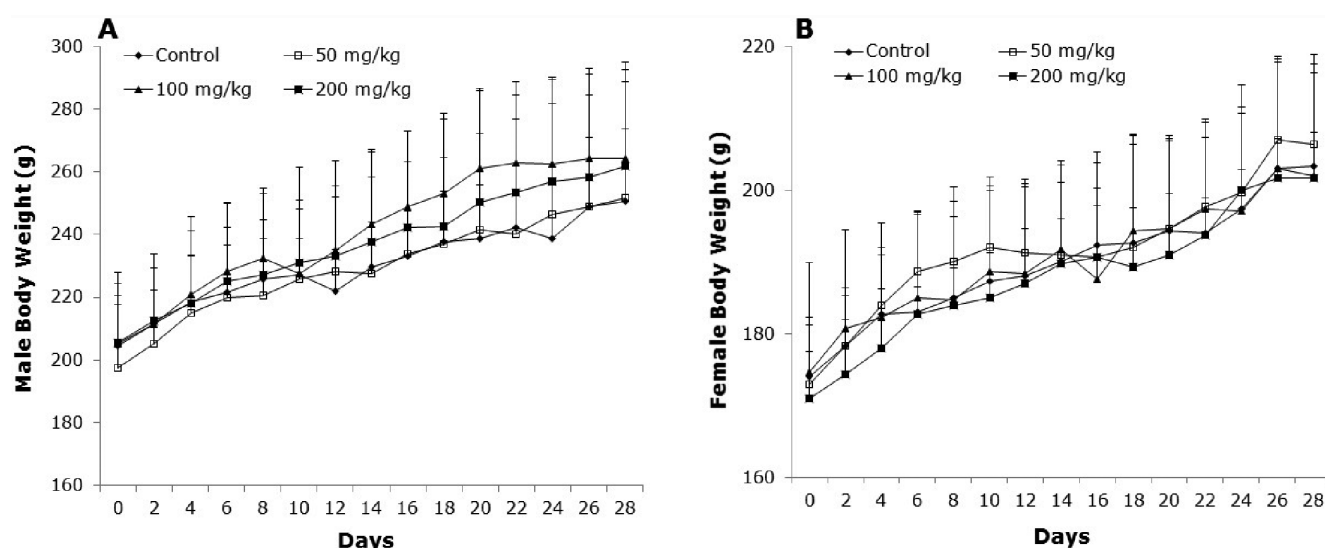 A
Male Body Weight (g)
300
280
260
240
220
200
180
160
Control
50 mg/kg
100 mg/kg
200 mg/kg
0 2 4 6 8 10 12 14 16 18 20 22 24 26 28
Days
B
Female Body Weight (g)
220
200
180
160
Control
50 mg/kg
100 mg/kg
200 mg/kg
0 2 4 6 8 10 12 14 16 18 20 22 24 26 28
Days